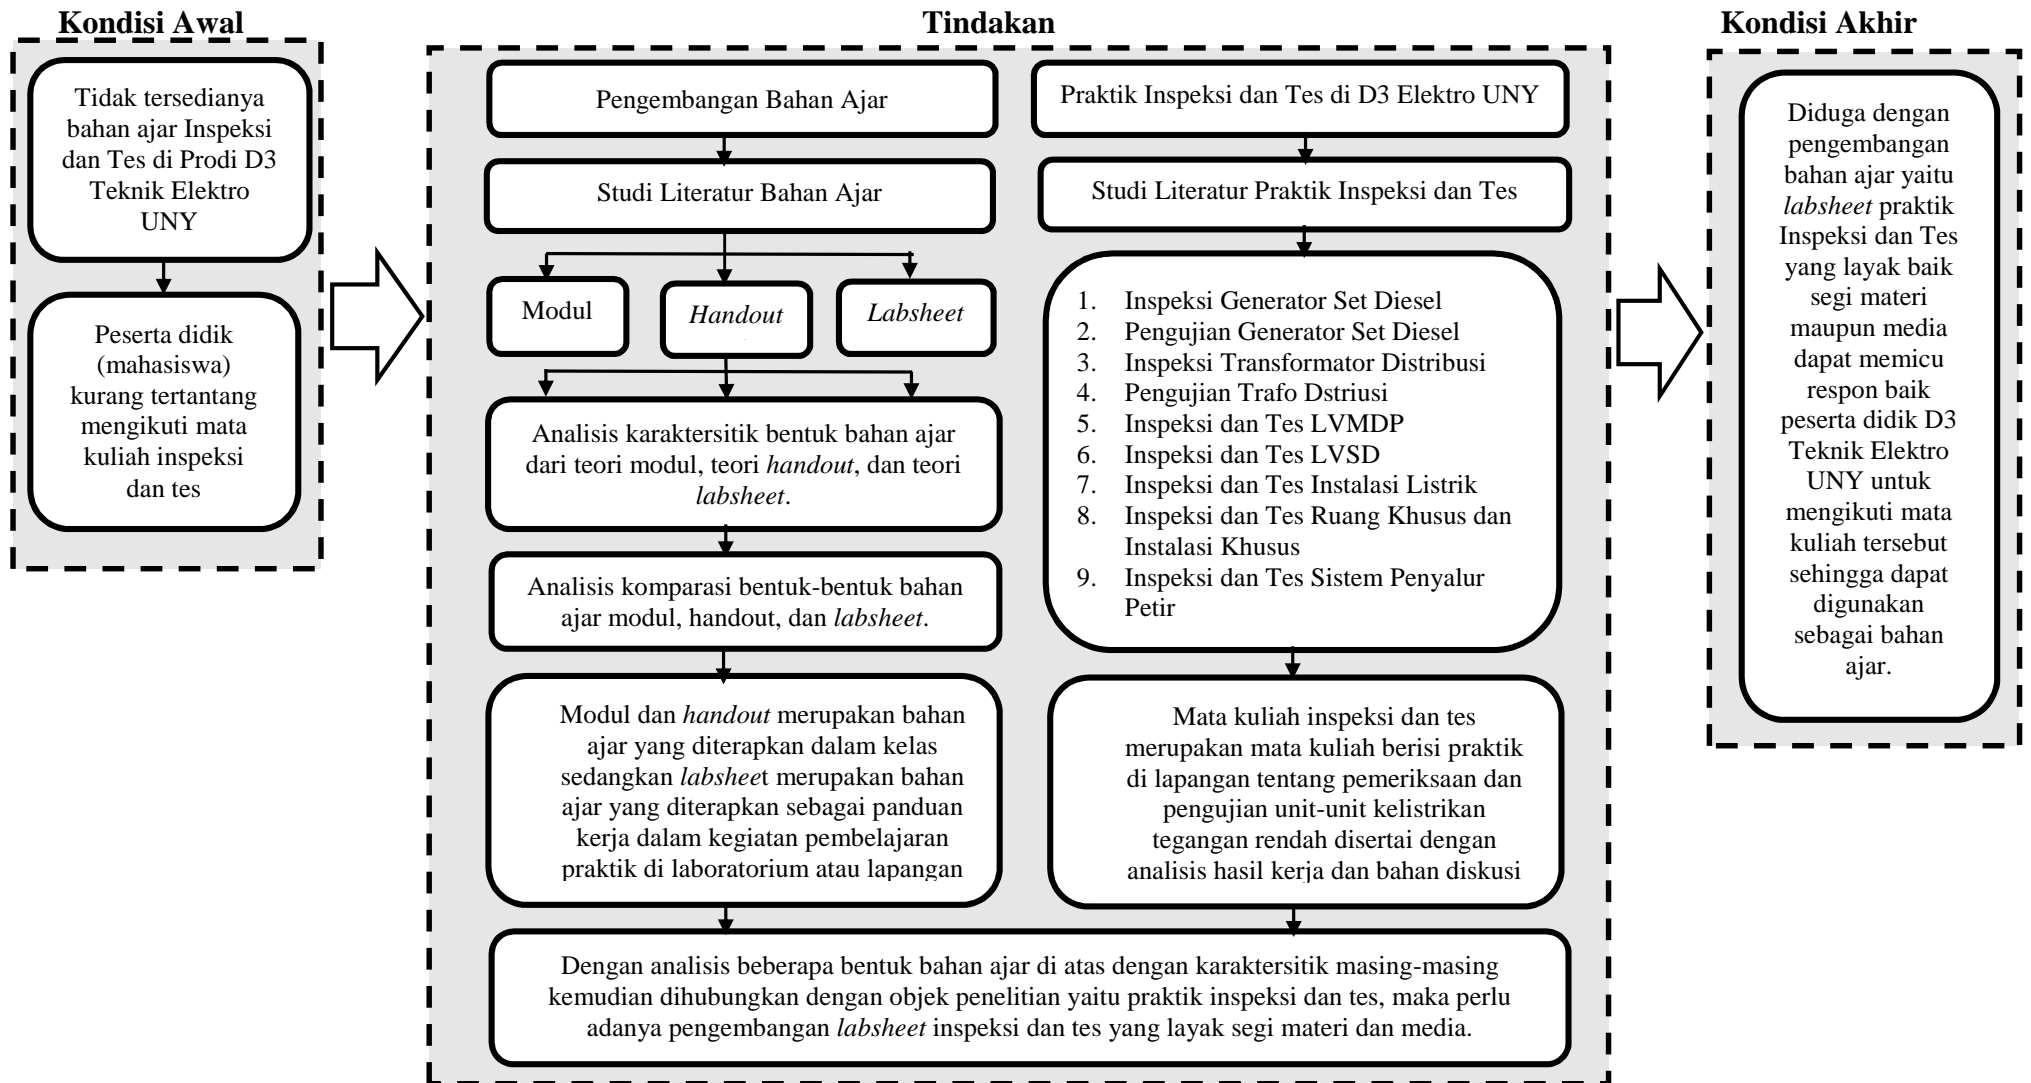 Kondisi Awal
Tidak tersedianya
bahan ajar Inspeksi
dan Tes di Prodi D3
Teknik Elektro
UNY
Peserta didik
(mahasiswa)
kurang tertantang
mengikuti mata
kuliah inspeksi
dan tes
Tindakan
Pengembangan Bahan Ajar
Studi Literatur Bahan Ajar
Modul
Handout
Labsheet
Analisis karaktersitik bentuk bahan ajar
dari teori modul, teori handout, dan teori
labsheet.
Analisis komparasi bentuk-bentuk bahan
ajar modul, handout, dan labsheet.
Modul dan handout merupakan bahan
ajar yang diterapkan dalam kelas
sedangkan labsheet merupakan bahan
ajar yang diterapkan sebagai panduan
kerja dalam kegiatan pembelajaran
praktik di laboratorium atau lapangan
Praktik Inspeksi dan Tes di D3 Elektro UNY
Studi Literatur Praktik Inspeksi dan Tes
1. Inspeksi Generator Set Diesel
2. Pengujian Generator Set Diesel
3. Inspeksi Transformator Distribusi
4. Pengujian Trafo Dstriusi
5. Inspeksi dan Tes LVMDP
6. Inspeksi dan Tes LVSD
7. Inspeksi dan Tes Instalasi Listrik
8. Inspeksi dan Tes Ruang Khusus dan
Instalasi Khusus
9. Inspeksi dan Tes Sistem Penyalur
Petir
Mata kuliah inspeksi dan tes
merupakan mata kuliah berisi praktik
di lapangan tentang pemeriksaan dan
pengujian unit-unit kelistrikan
tegangan rendah disertai dengan
analisis hasil kerja dan bahan diskusi
Dengan analisis beberapa bentuk bahan ajar di atas dengan karaktersitik masing-masing
kemudian dihubungkan dengan objek penelitian yaitu praktik inspeksi dan tes, maka perlu
adanya pengembangan labsheet inspeksi dan tes yang layak segi materi dan media.
Kondisi Akhir
Diduga dengan
pengembangan
bahan ajar yaitu
labsheet praktik
Inspeksi dan Tes
yang layak baik
segi materi
maupun media
dapat memicu
respon baik
peserta didik D3
Teknik Elektro
UNY untuk
mengikuti mata
kuliah tersebut
sehingga dapat
digunakan
sebagai bahan
ajar.